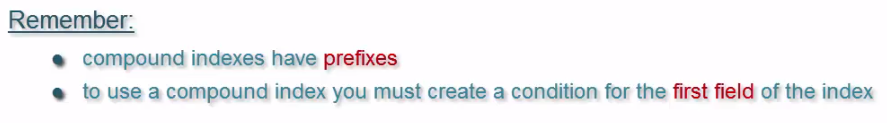 Remember:
compound indexes have prefixes
to use a compound index you must create a condition for the first field of the index